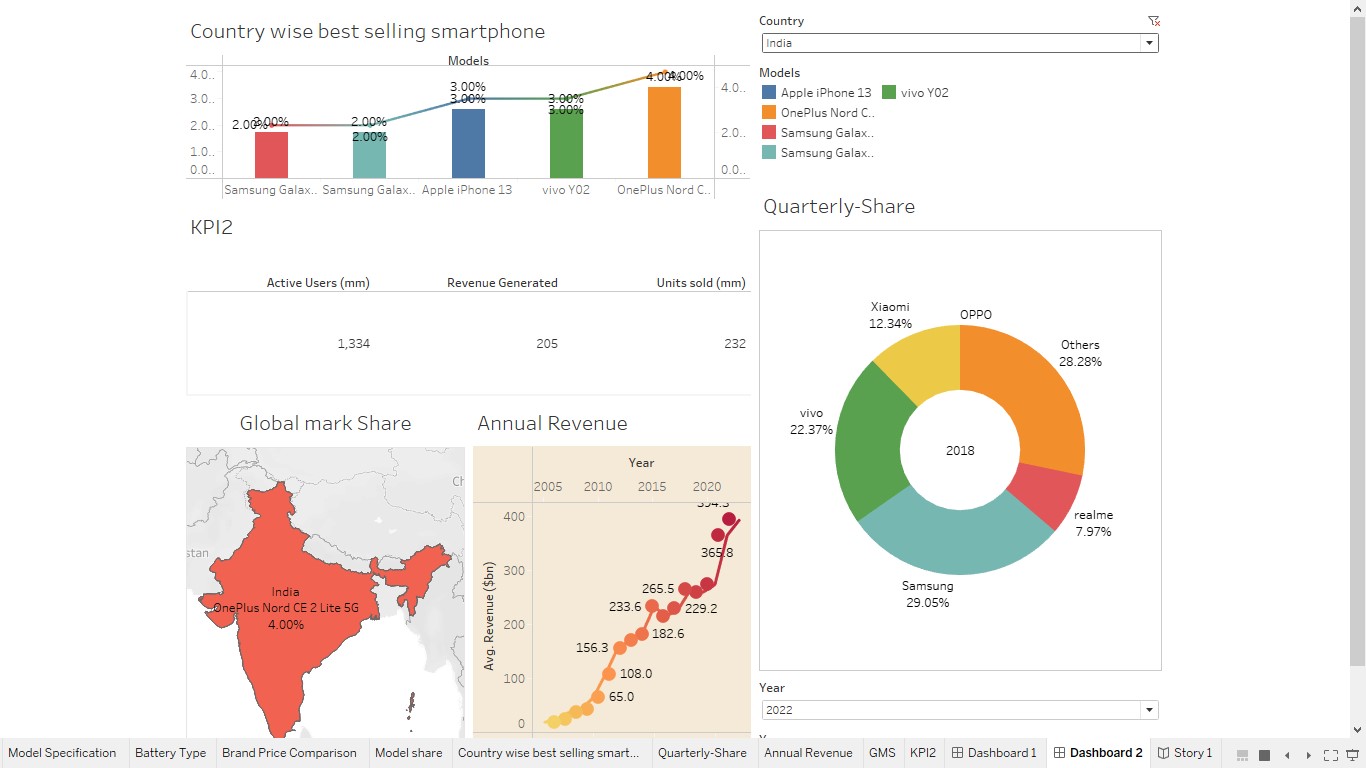 Country wise best selling smartphone
Models
4.0..
3.0..
2.0..
1.0..
0.0..
4.0..
2.0..
0.0..
2.00%
2.00%
2.00%
2.00%
3.00%
3.00%
3.00%
3.00%
4.00%
4.00%
Samsung Galax..
Samsung Galax..
Apple iPhone 13
vivo Y02
OnePlus Nord C..
Country
India
Models
Apple iPhone 13
vivo Y02
OnePlus Nord C..
Samsung Galax..
Samsung Galax..
KPI2
Active Users (mm)
Revenue Generated
Units sold (mm)
1,334
205
232
Quarterly-Share
Xiaomi
12.34%
OPPO
Others
28.28%
vivo
22.37%
2018
realme
7.97%
Samsung
29.05%
Global mark Share
Ch
stan
India
OnePlus Nord CE 2 Lite 5G
4.00%
Annual Revenue
Year
2005
2010
2015
2020
Avg. Revenue ($bn)
400
300
200
100
0
394.3
365.8
265.5
233.6
229.2
182.6
156.3
108.0
65.0
Year
2022
Model Specification
Battery Type
Brand Price Comparison
Model share
Country wise best selling smart...
Quarterly-Share
Annual Revenue
GMS
KPI2
Dashboard 1
Dashboard 2
Story 1